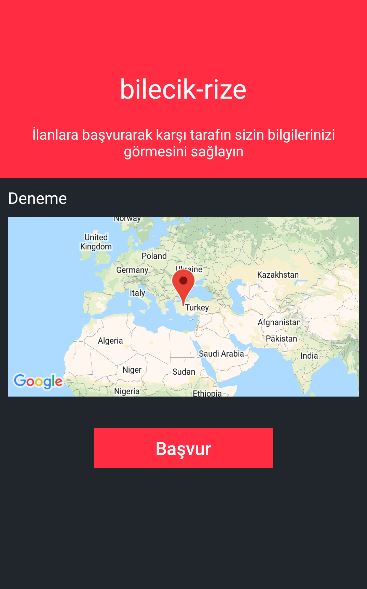 bilecik-rize
İlanlara başvurarak karşı tarafın sizin bilgilerinizi
görmesini sağlayın
Deneme
Norway
United
Kingdom
Poland
Germany
Ukraine
Kazakhstan
Italy
Turkey
Afghanistan
Algeria
Pakistan
Saudi Arabia
India
Niger
Sudan
Nigeria
Ethiopia
Google
Başvur